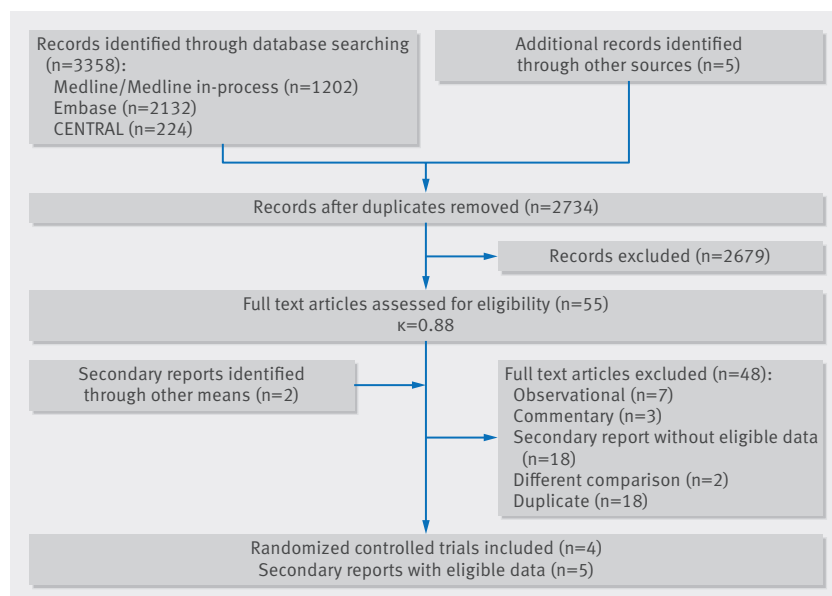 Records identified through database searching
(n=3358):
Medline/Medline in-process (n=1202)
Embase (n=2132)
CENTRAL (n=224)
Additional records identified
through other sources (n=5)
Records after duplicates removed (n=2734)
Records excluded (n=2679)
Full text articles assessed for eligibility (n=55)
κ=0.88
Secondary reports identified
through other means (n=2)
Full text articles excluded (n=48):
Observational (n=7)
Commentary (n=3)
Secondary report without eligible data
(n=18)
Different comparison (n=2)
Duplicate (n=18)
Randomized controlled trials included (n=4)
Secondary reports with eligible data (n=5)